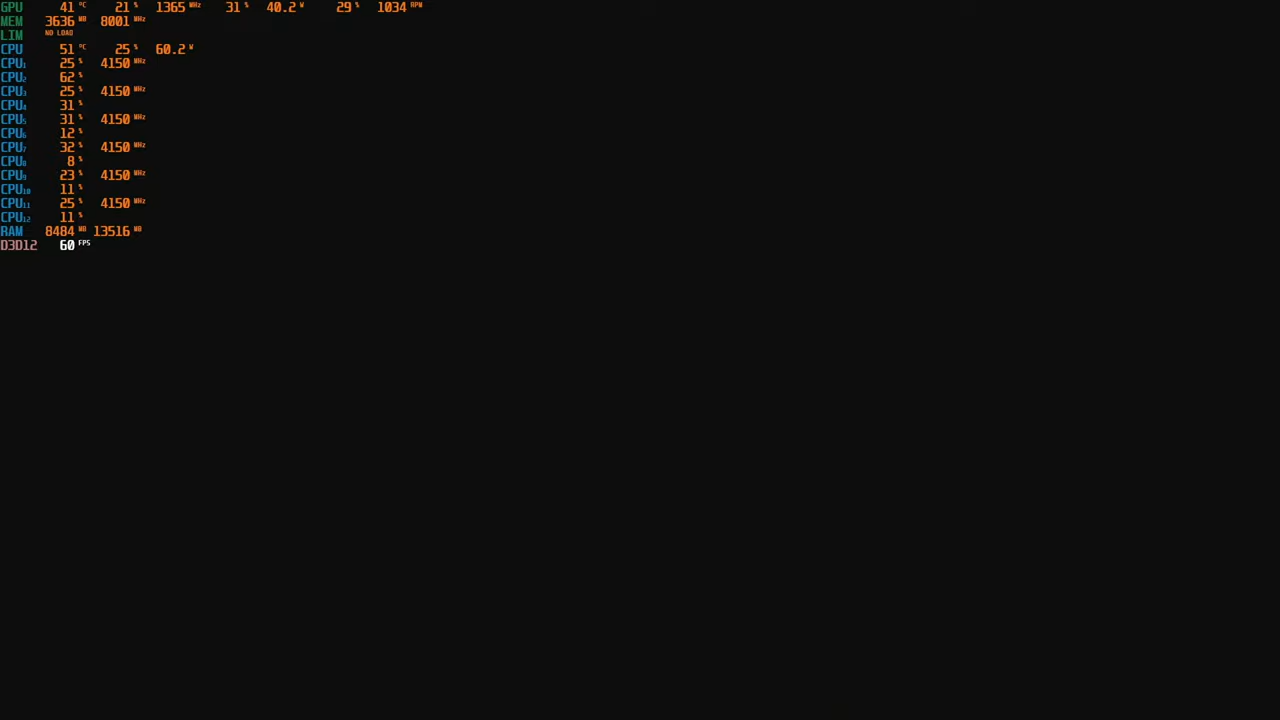 GPU 41 °C 21 % 1365 MHz 31 % 40.2 W 29 % 1034 RPM
MEM 3636 MB 8001 MHz
LIM NO LOAD
CPU 51 °C 25 % 60.2 W
CPU1 25 % 4150 MHz
CPU2 62 %
CPU3 25 % 4150 MHz
CPU4 31 %
CPU5 31 % 4150 MHz
CPU6 12 %
CPU7 32 % 4150 MHz
CPU8 8 %
CPU9 23 % 4150 MHz
CPU10 11 %
CPU11 25 % 4150 MHz
CPU12 11 %
RAM 8484 MB 13516 MB
D3D12 60 FPS